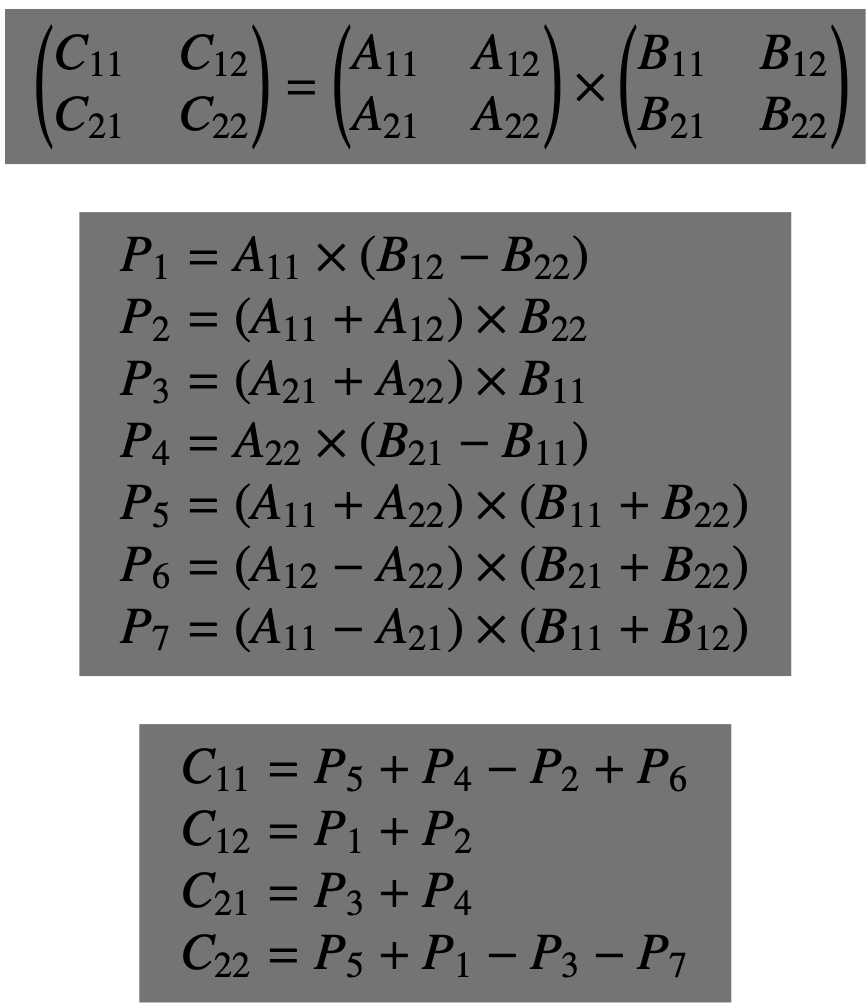 (C₁₁ C₁₂
C₂₁ C₂₂) = (A₁₁ A₁₂
A₂₁ A₂₂) × (B₁₁ B₁₂
B₂₁ B₂₂)
P₁ = A₁₁ × (B₁₂ − B₂₂)
P₂ = (A₁₁ + A₁₂) × B₂₂
P₃ = (A₂₁ + A₂₂) × B₁₁
P₄ = A₂₂ × (B₂₁ − B₁₁)
P₅ = (A₁₁ + A₂₂) × (B₁₁ + B₂₂)
P₆ = (A₁₂ − A₂₂) × (B₂₁ + B₂₂)
P₇ = (A₁₁ − A₂₁) × (B₁₁ + B₁₂)
C₁₁ = P₅ + P₄ − P₂ + P₆
C₁₂ = P₁ + P₂
C₂₁ = P₃ + P₄
C₂₂ = P₅ + P₁ − P₃ − P₇